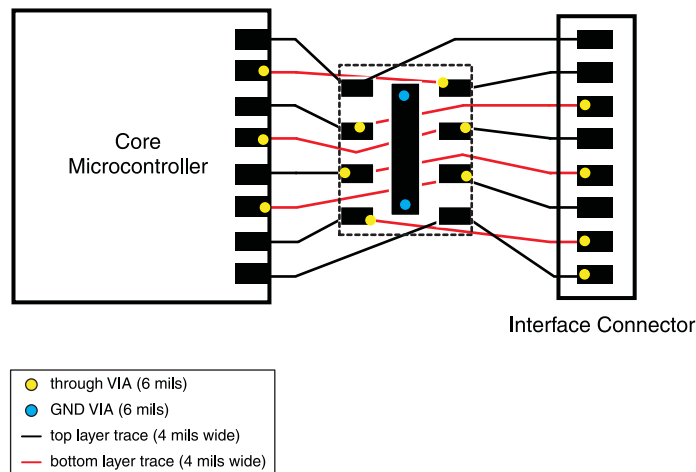 Core
Microcontroller
Interface Connector
through VIA (6 mils)
GND VIA (6 mils)
top layer trace (4 mils wide)
bottom layer trace (4 mils wide)